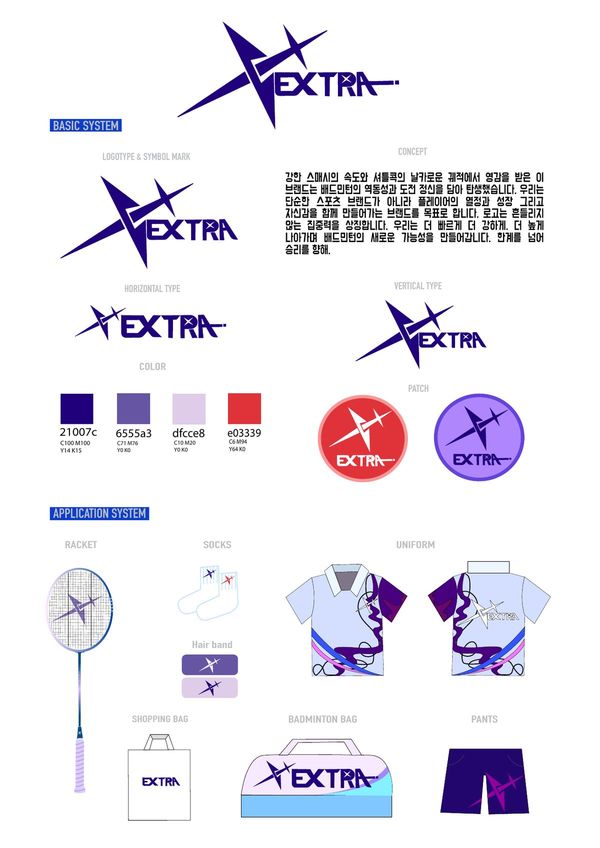 EXTRA
BASIC SYSTEM
LOGOTYPE & SYMBOL MARK
CONCEPT
EXTRA
강한 스매시의 속도와 셔틀콕의 날카로운 궤적에서 영감을 받은 이
브랜드는 배드민턴의 역동성과 도전 정신을 담아 탄생했습니다. 우리는
단순한 스포츠 브랜드가 아니라 플레이어의 열정과 성장 그리고
자신감을 함께 만들어가는 브랜드를 목표로 합니다. 로고는 흔들리지
않는 집중력을 상징합니다. 우리는 더 빠르게 더 강하게. 더 높게
나아가며 배드민턴의 새로운 가능성을 만들어갑니다. 한계를 넘어
승리를 향해.
HORIZONTAL TYPE
VERTICAL TYPE
EXTRA
EXTRA
COLOR
PATCH
21007c
C100 M100
Y14 K15
6555a3
C71 M76
Y0 K0
dfcce8
C10 M20
Y0 K0
e03339
C6 M94
Y64 K0
EXTRA
EXTRA
APPLICATION SYSTEM
RACKET
SOCKS
UNIFORM
EXTRA
Hair band
SHOPPING BAG
BADMINTON BAG
PANTS
EXTRA
EXTRA